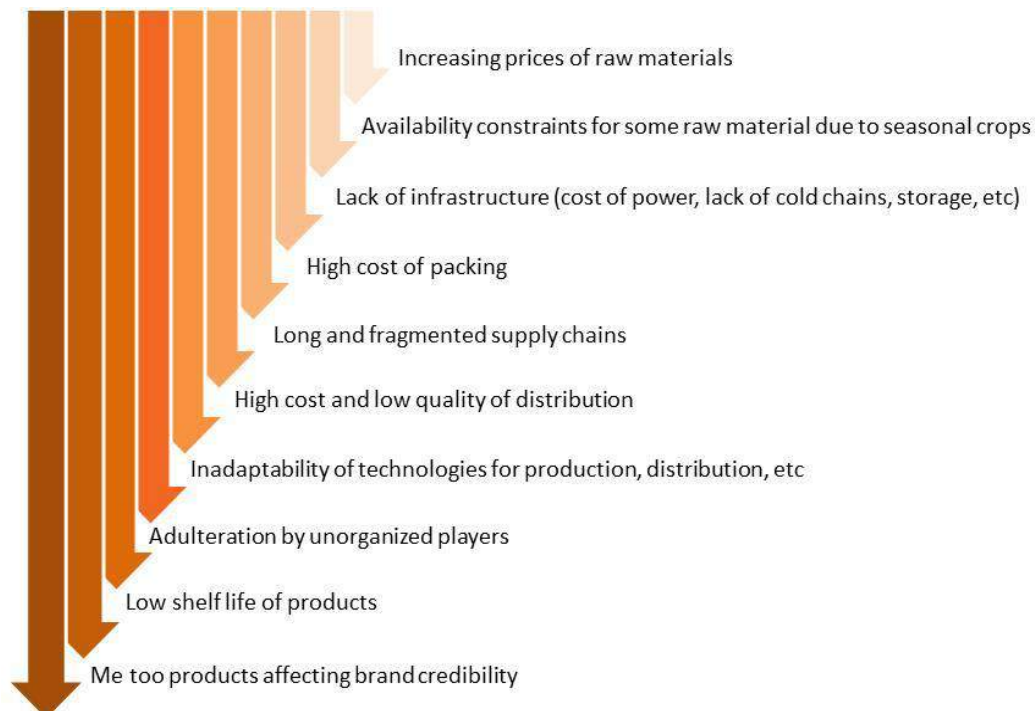 Increasing prices of raw materials
Availability constraints for some raw material due to seasonal crops
Lack of infrastructure (cost of power, lack of cold chains, storage, etc)
High cost of packing
Long and fragmented supply chains
High cost and low quality of distribution
Inadaptability of technologies for production, distribution, etc
Adulteration by unorganized players
Low shelf life of products
Me too products affecting brand credibility